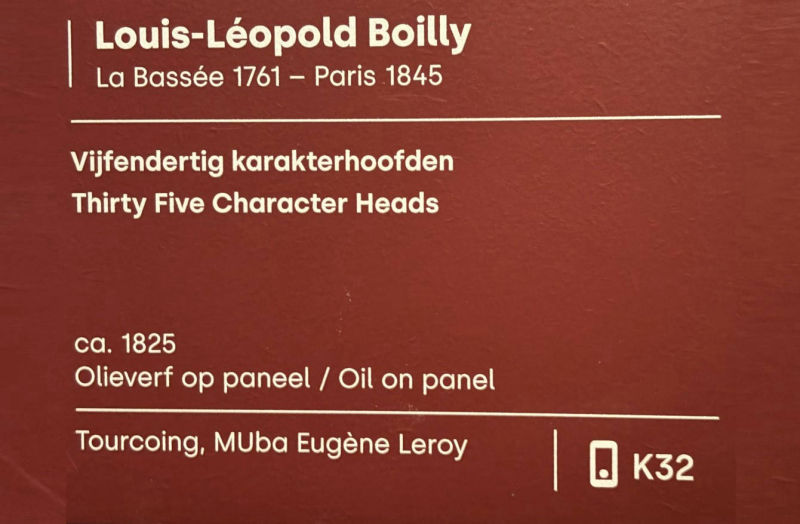 Louis-Léopold Boilly
La Bassée 1761 – Paris 1845
Vijfendertig karakterhoofden
Thirty Five Character Heads
ca. 1825
Olieverf op paneel / Oil on panel
Tourcoing, MUba Eugène Leroy
K32